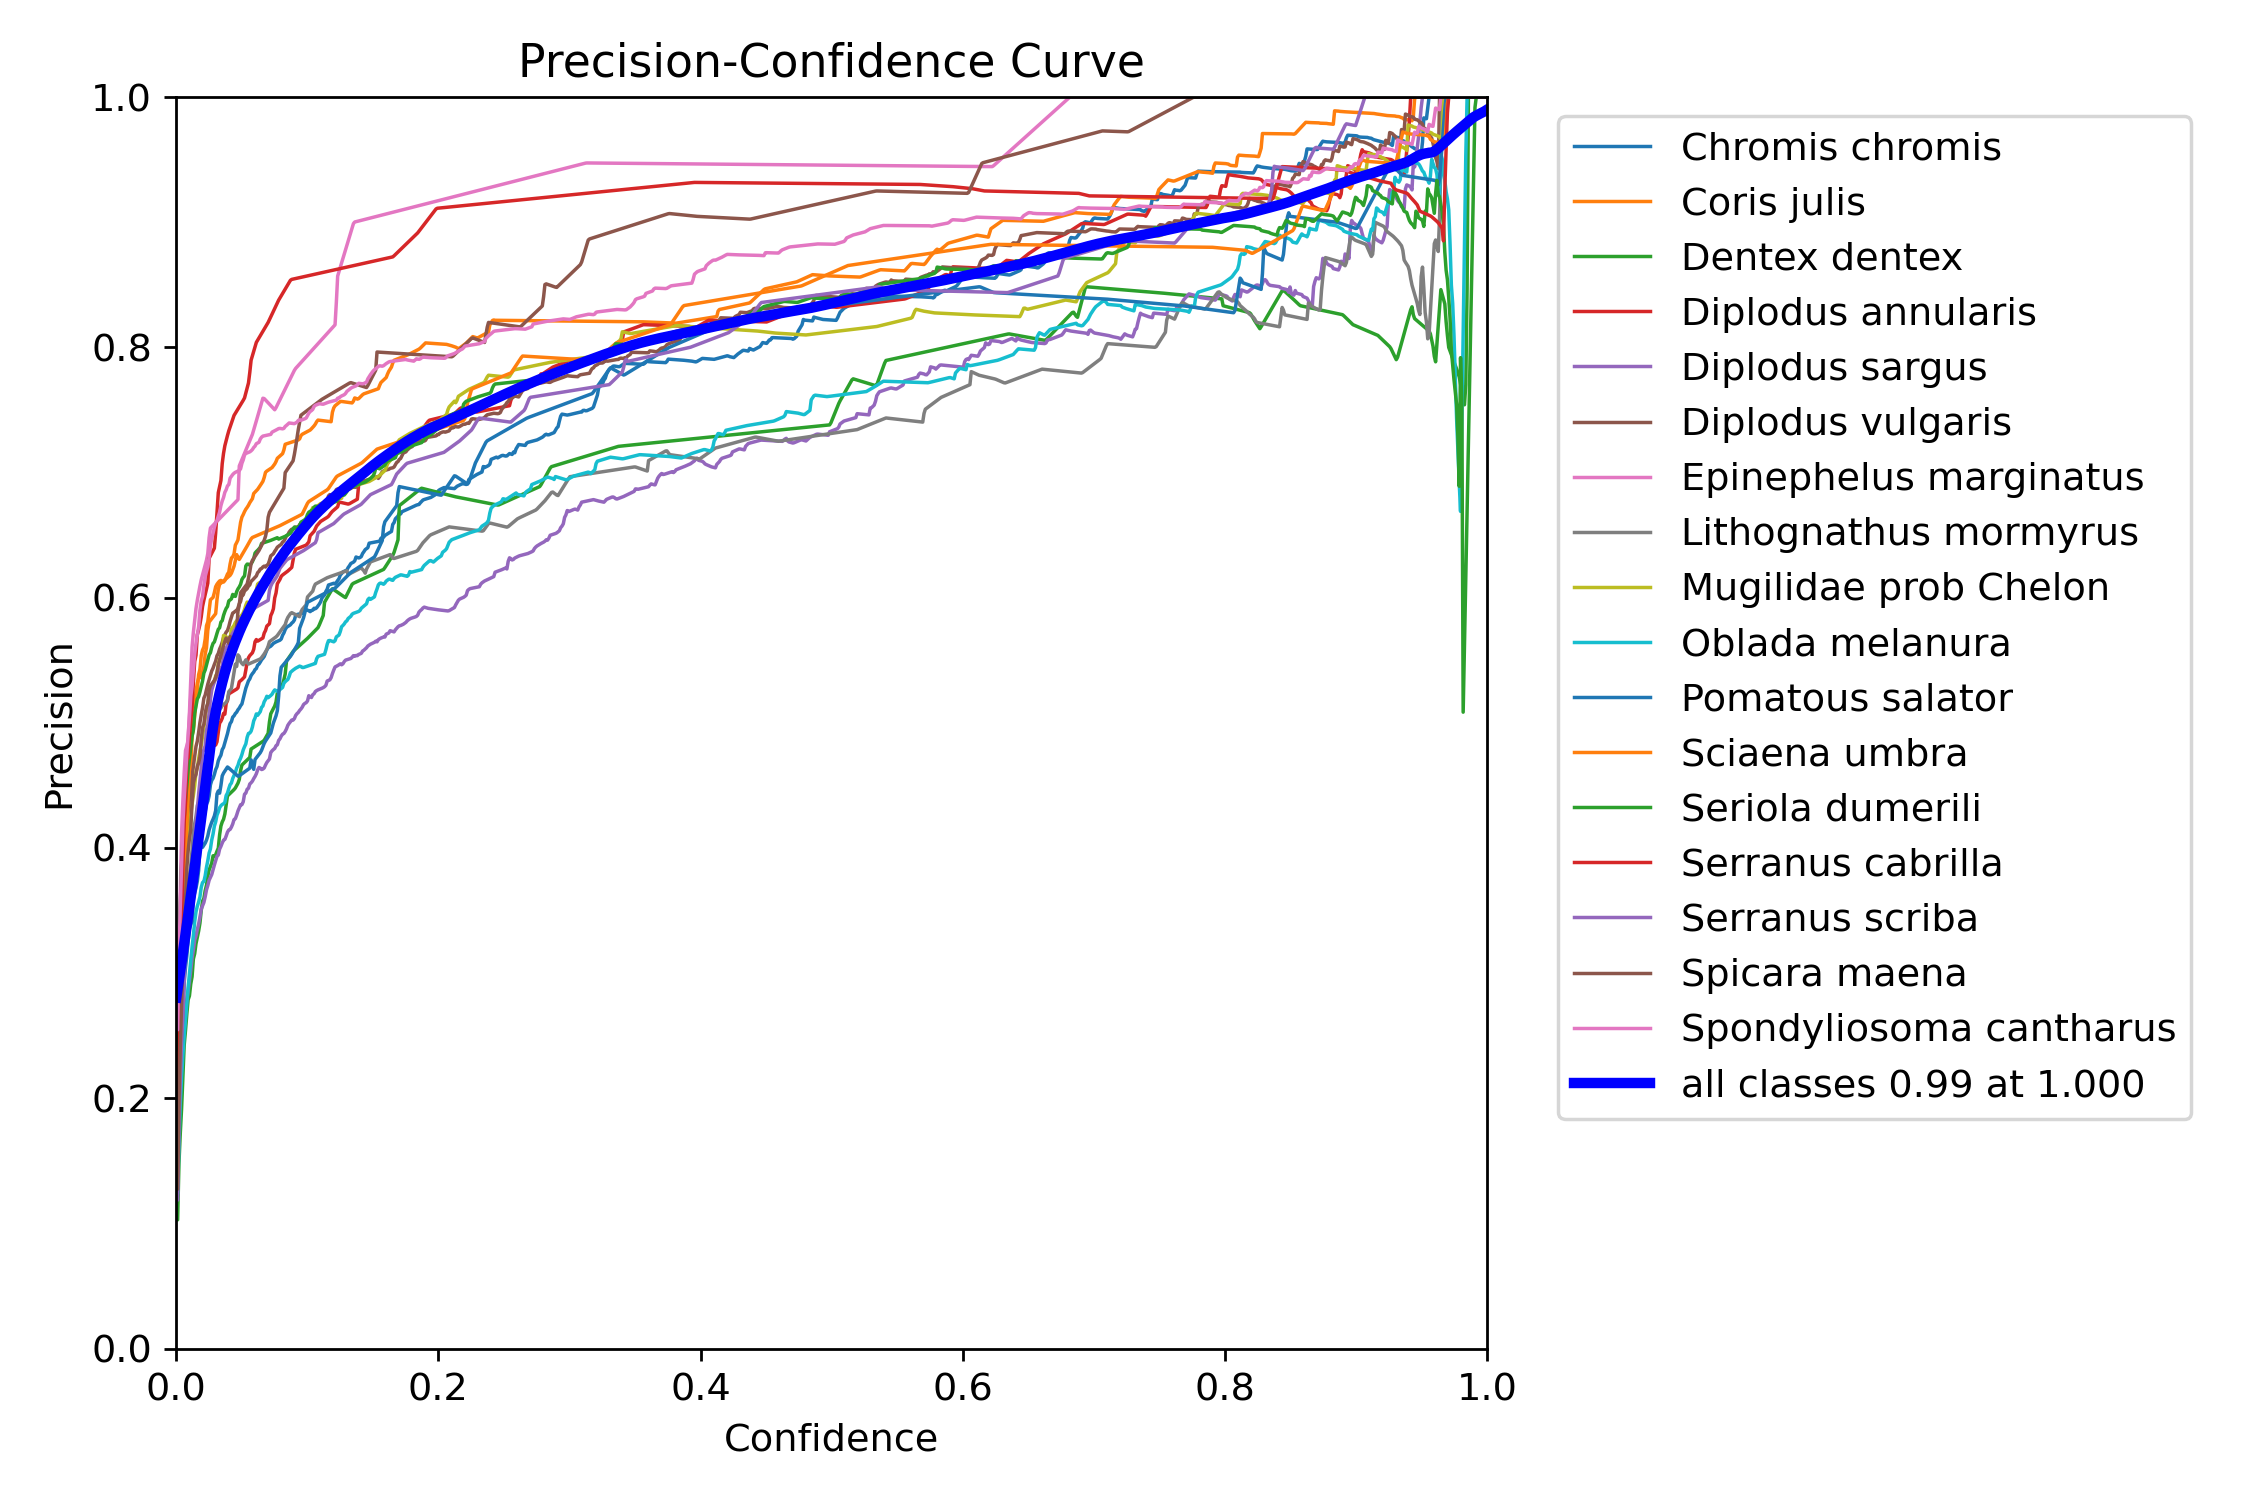 Precision-Confidence Curve
1.0
0.8
0.6
0.4
0.2
0.0
Precision
0.0 0.2 0.4 0.6 0.8 1.0
Confidence
Chromis chromis
Coris julis
Dentex dentex
Diplodus annularis
Diplodus sargus
Diplodus vulgaris
Epinephelus marginatus
Lithognathus mormyrus
Mugilidae prob Chelon
Oblada melanura
Pomatous salator
Sciaena umbra
Seriola dumerili
Serranus cabrilla
Serranus scriba
Spicara maena
Spondyliosoma cantharus
all classes 0.99 at 1.000